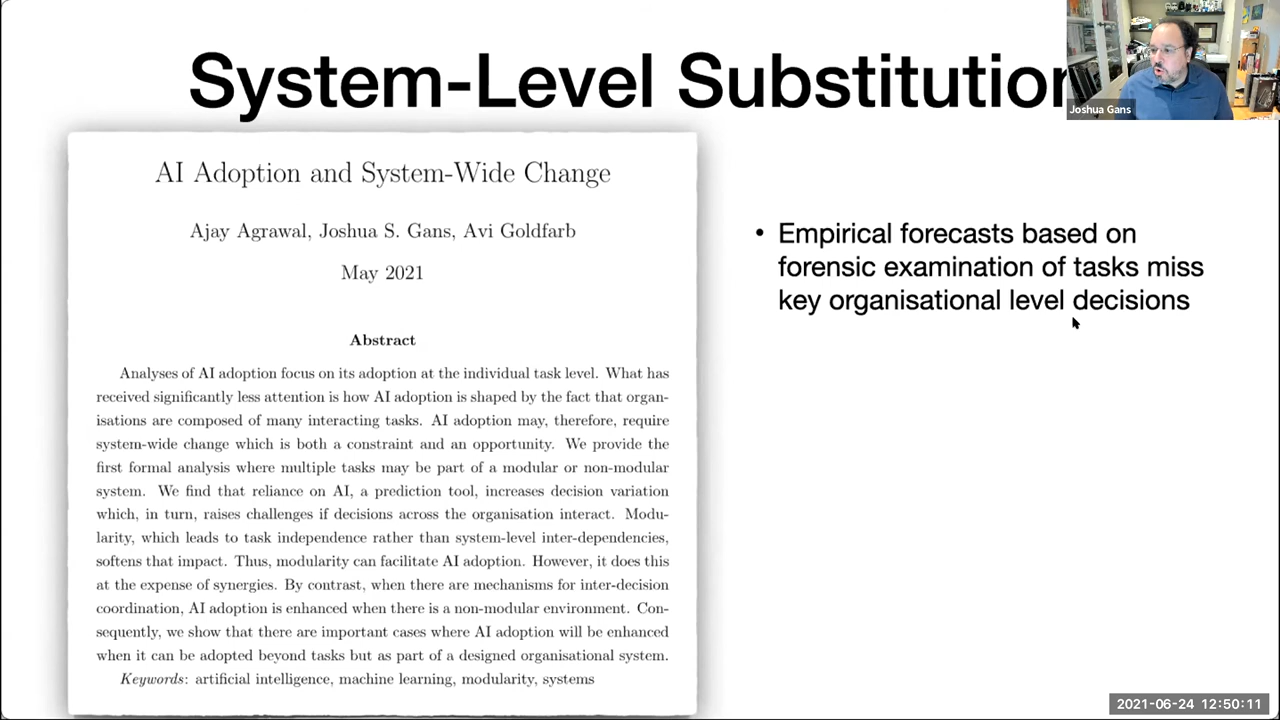 System-Level Substitution
Joshua Gans
AI Adoption and System-Wide Change
Ajay Agrawal, Joshua S. Gans, Avi Goldfarb
May 2021
Abstract
Analyses of AI adoption focus on its adoption at the individual task level. What has
received significantly less attention is how AI adoption is shaped by the fact that organ-
isations are composed of many interacting tasks. AI adoption may, therefore, require
system-wide change which is both a constraint and an opportunity. We provide the
first formal analysis where multiple tasks may be part of a modular or non-modular
system. We find that reliance on AI, a prediction tool, increases decision variation
which, in turn, raises challenges if decisions across the organisation interact. Modu-
larity, which leads to task independence rather than system-level inter-dependencies,
softens that impact. Thus, modularity can facilitate AI adoption. However, it does this
at the expense of synergies. By contrast, when there are mechanisms for inter-decision
coordination, AI adoption is enhanced when there is a non-modular environment. Con-
sequently, we show that there are important cases where AI adoption will be enhanced
when it can be adopted beyond tasks but as part of a designed organisational system.
Keywords: artificial intelligence, machine learning, modularity, systems
• Empirical forecasts based on
forensic examination of tasks miss
key organisational level decisions
2021-06-24 12:50:11